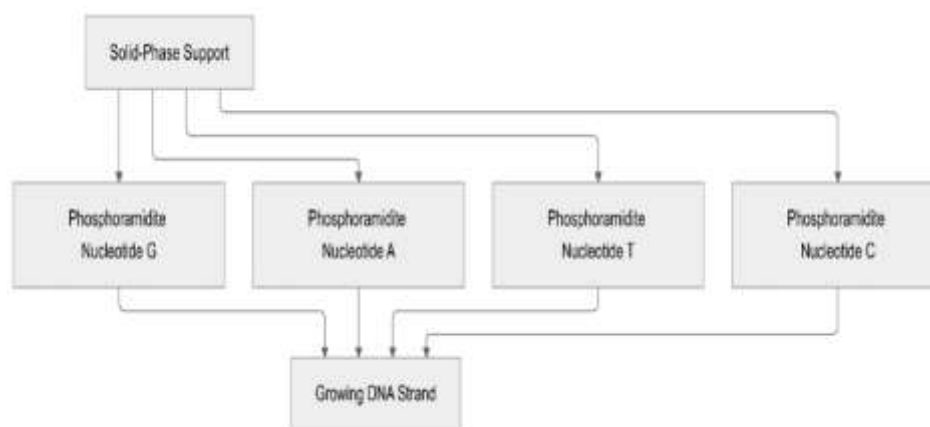 Solid-Phase Support
Phosphoramidite
Nucleotide G
Phosphoramidite
Nucleotide A
Phosphoramidite
Nucleotide T
Phosphoramidite
Nucleotide C
Growing DNA Strand